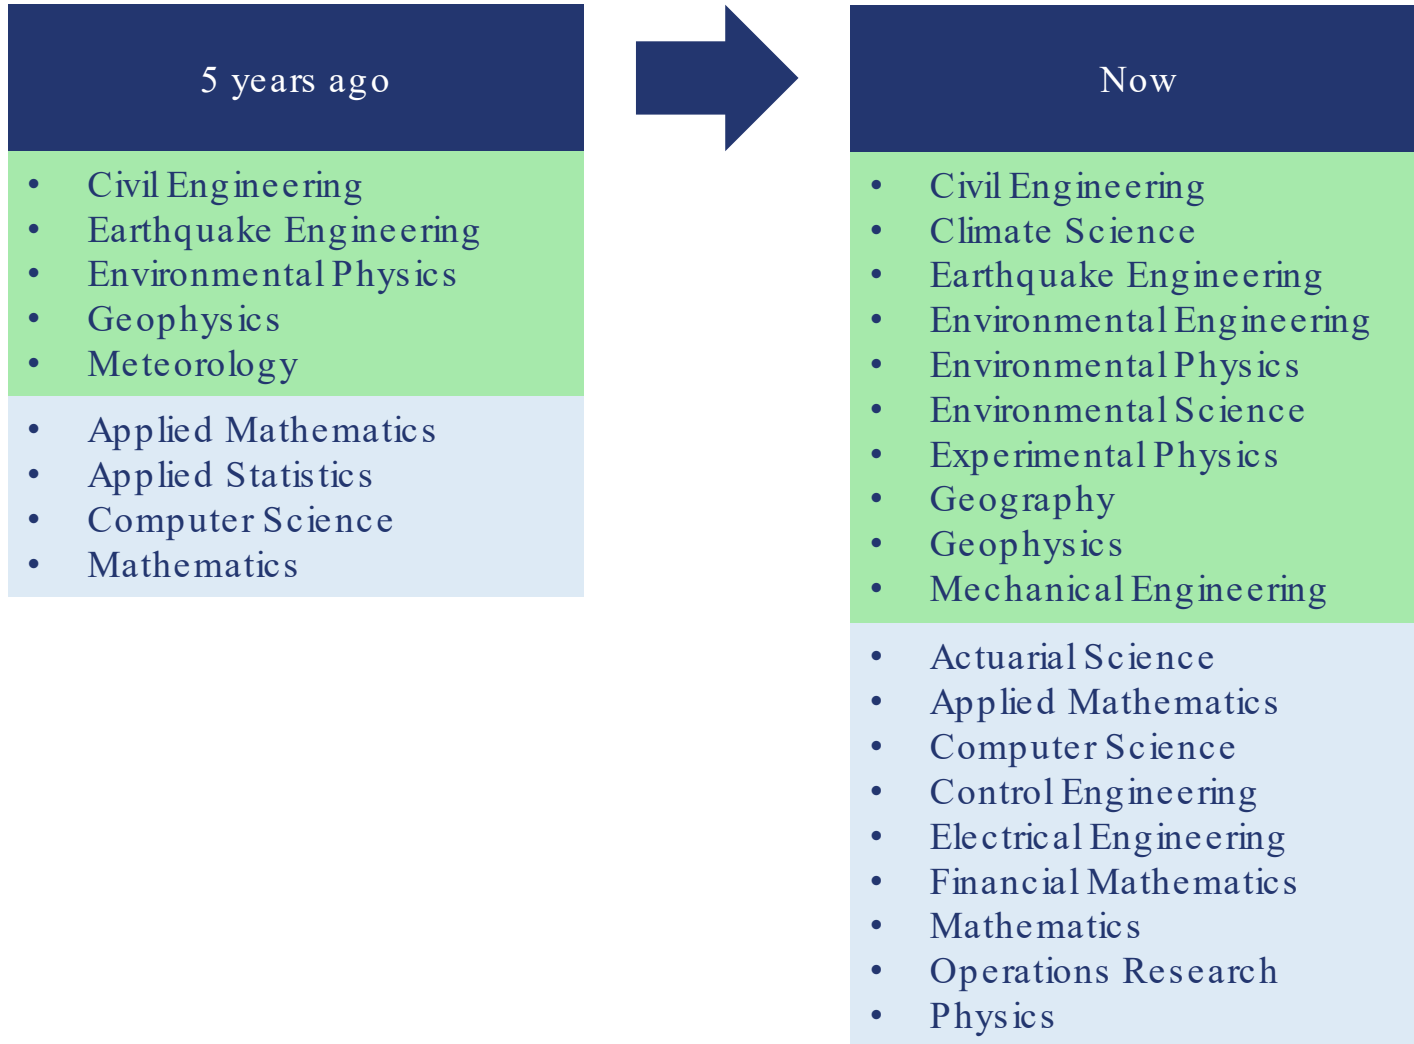 5 years ago
• Civil Engineering
• Earthquake Engineering
• Environmental Physics
• Geophysics
• Meteorology
• Applied Mathematics
• Applied Statistics
• Computer Science
• Mathematics
Now
• Civil Engineering
• Climate Science
• Earthquake Engineering
• Environmental Engineering
• Environmental Physics
• Environmental Science
• Experimental Physics
• Geography
• Geophysics
• Mechanical Engineering
• Actuarial Science
• Applied Mathematics
• Computer Science
• Control Engineering
• Electrical Engineering
• Financial Mathematics
• Mathematics
• Operations Research
• Physics